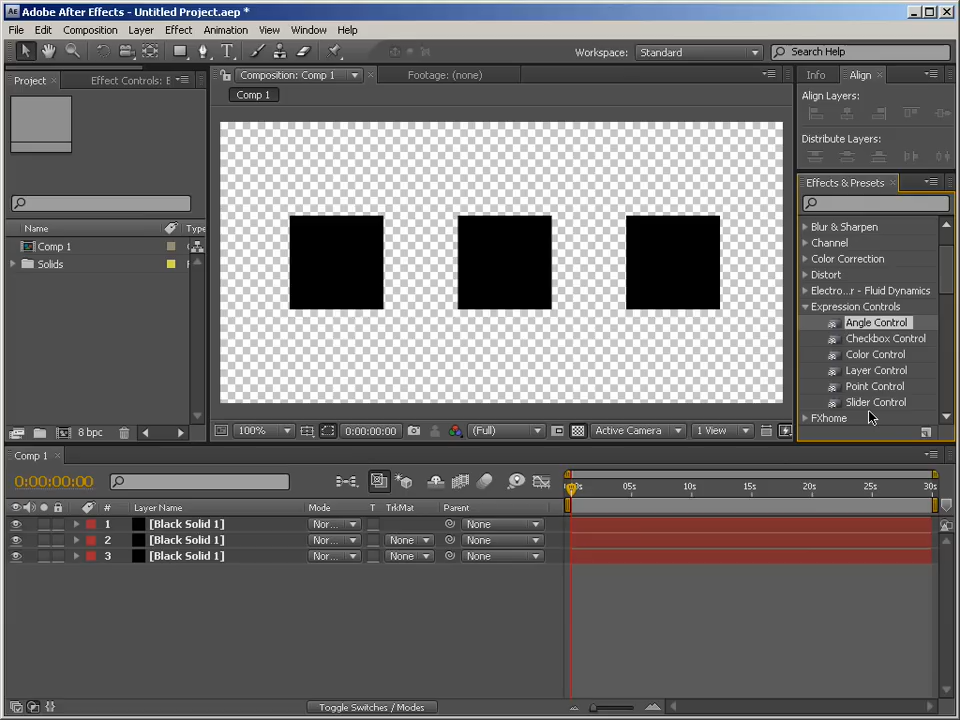 Adobe After Effects - Untitled Project.aep *
File Edit Composition Layer Effect Animation View Window Help
Workspace: Standard Search Help
Project Effect Controls: E Composition: Comp 1 Footage: (none) Info Align
Comp 1
Align Layers:
Distribute Layers:
Effects & Presets
Name Type
Comp 1
Solids
Blur & Sharpen
Channel
Color Correction
Distort
Electro...r - Fluid Dynamics
Expression Controls
Angle Control
Checkbox Control
Color Control
Layer Control
Point Control
Slider Control
FXhome
8 bpc 100% 0:00:00:00 (Full) Active Camera 1 View
Comp 1
0:00:00:00
05s 10s 15s 20s 25s 30s
# Layer Name Mode T TrkMat Parent
1 [Black Solid 1] Nor... None
2 [Black Solid 1] Nor... None None
3 [Black Solid 1] Nor... None None
Toggle Switches / Modes